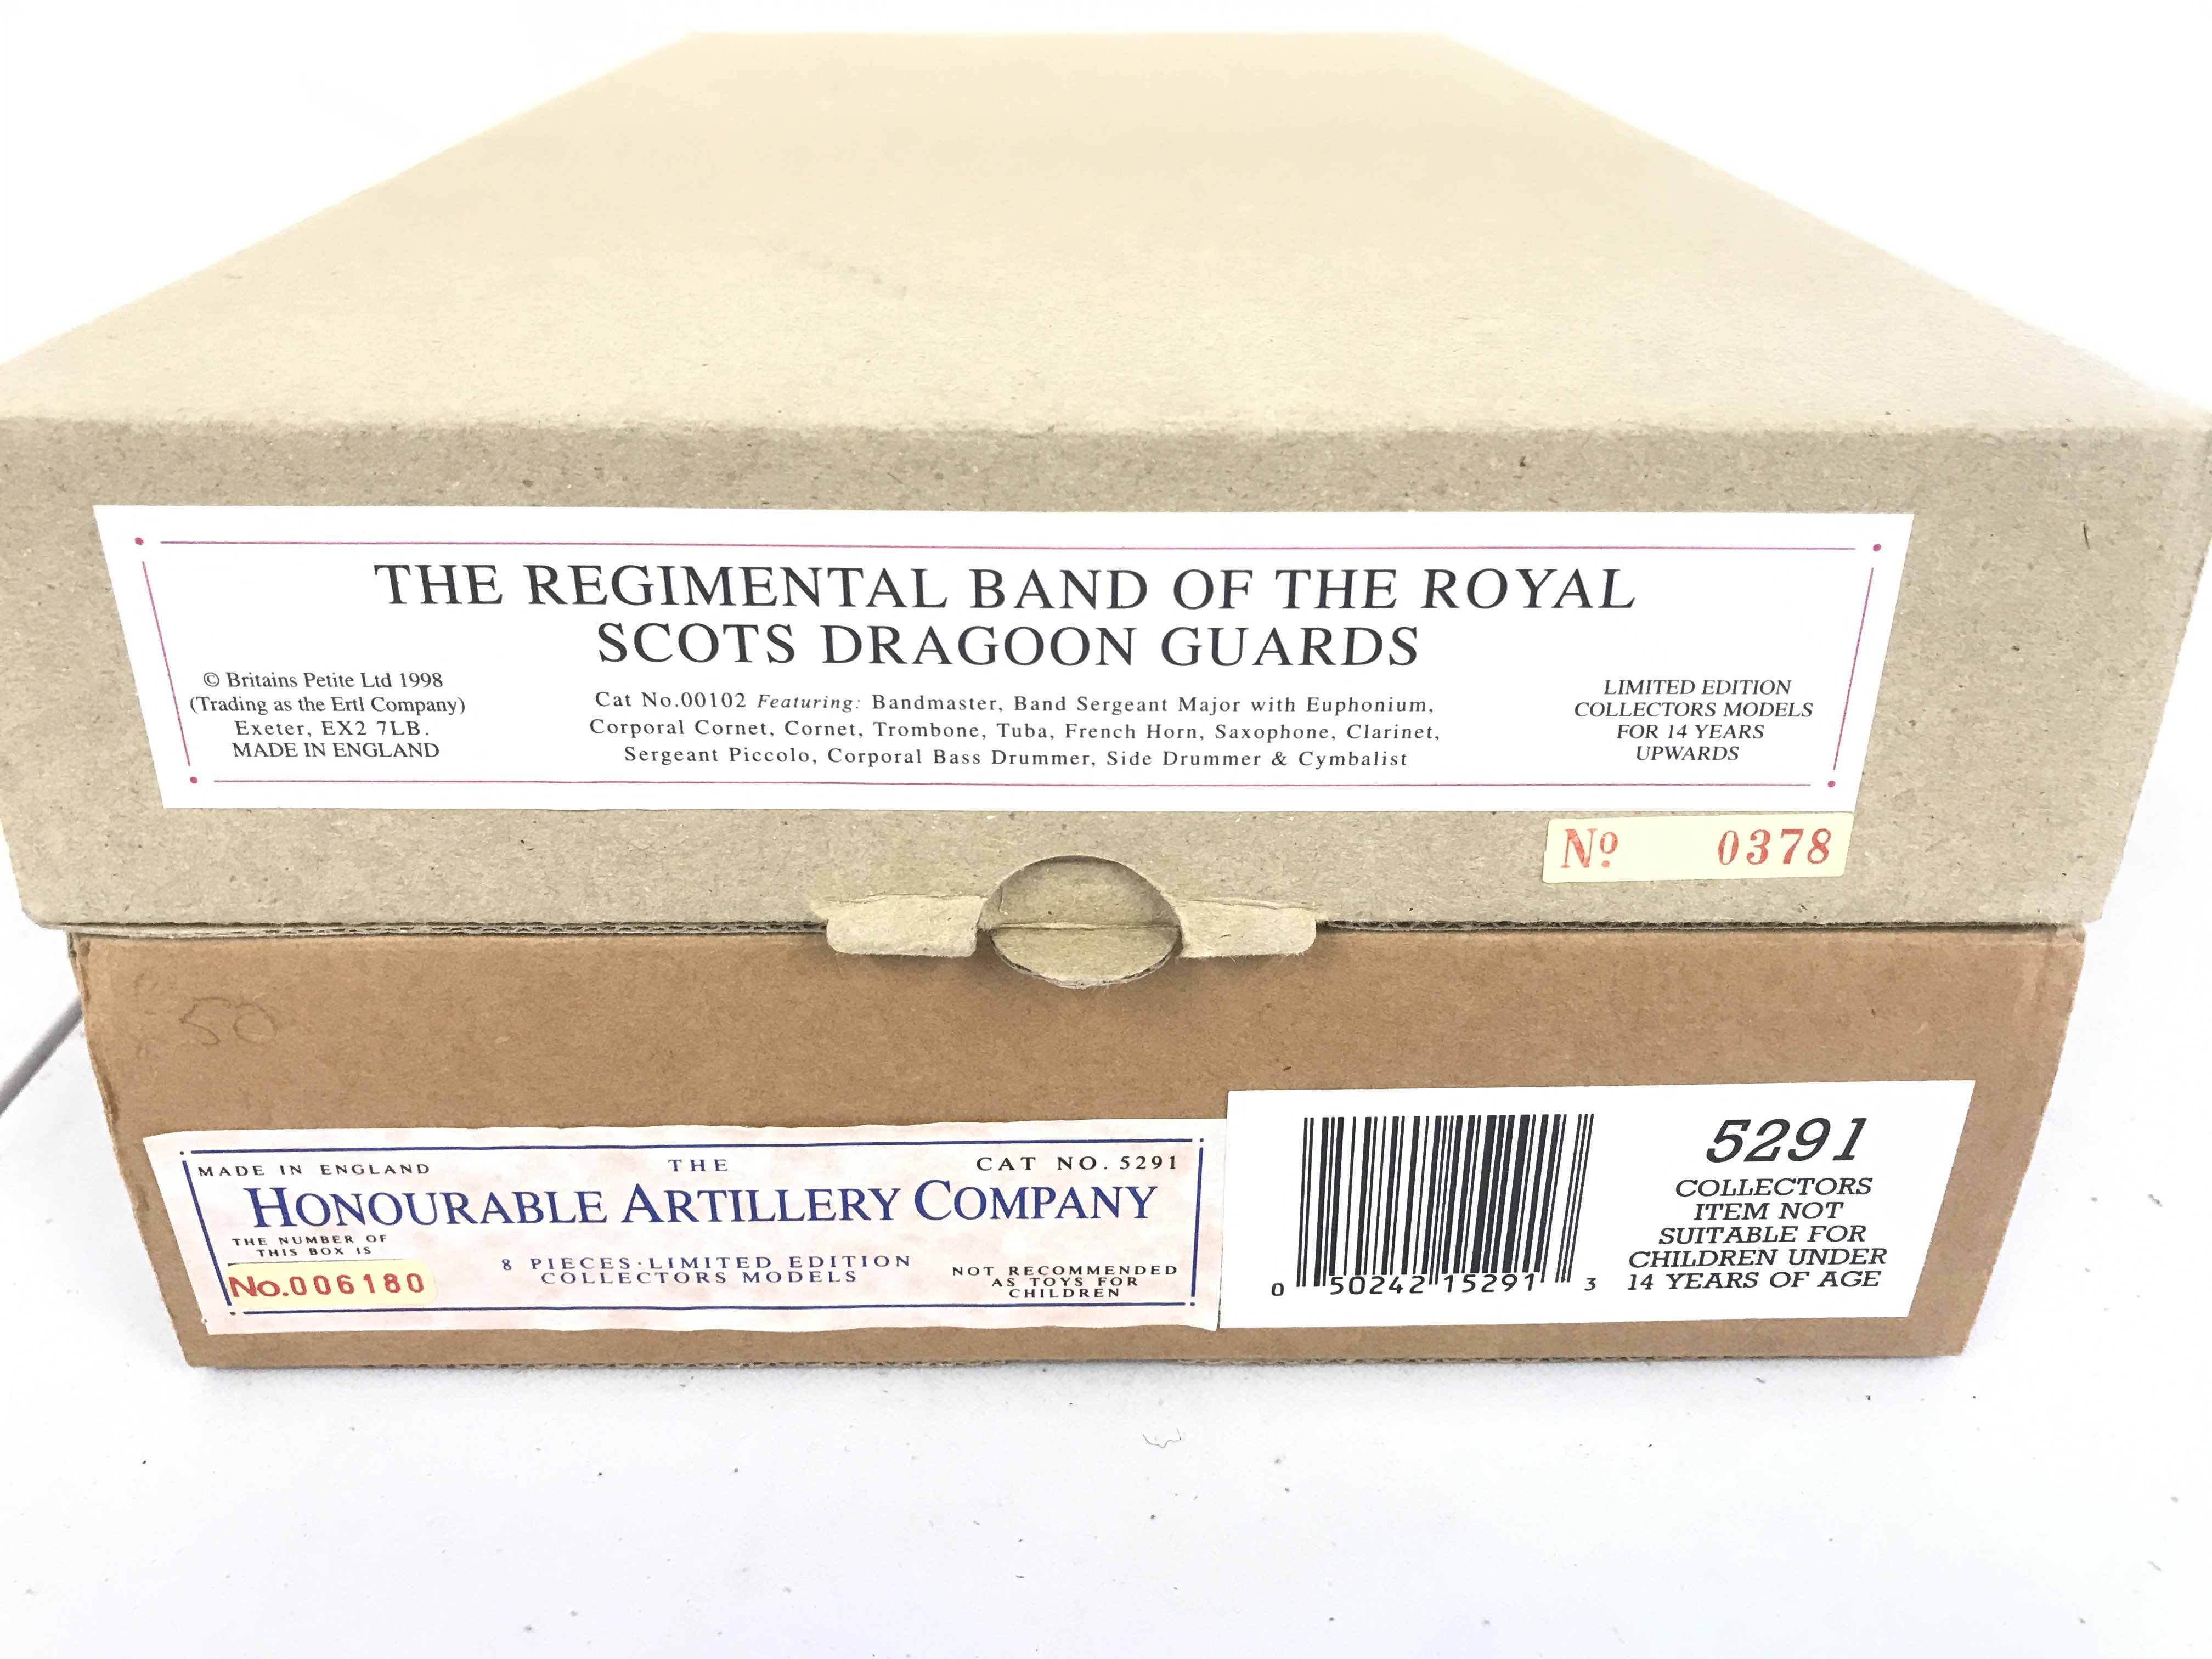 THE REGIMENTAL BAND OF THE ROYAL
SCOTS DRAGOON GUARDS
© Britains Petite Ltd 1998
(Trading as the Ertl Company)
Exeter, EX2 7LB.
MADE IN ENGLAND
Cat No.00102 Featuring: Bandmaster, Band Sergeant Major with Euphonium,
Corporal Cornet, Cornet, Trombone, Tuba, French Horn, Saxophone, Clarinet,
Sergeant Piccolo, Corporal Bass Drummer, Side Drummer & Cymbalist
LIMITED EDITION
COLLECTORS MODELS
FOR 14 YEARS
UPWARDS
Nº 0378
50
MADE IN ENGLAND
THE
CAT NO. 5291
HONOURABLE ARTILLERY COMPANY
THE NUMBER OF
THIS BOX IS
No.006180
8 PIECES·LIMITED EDITION
COLLECTORS MODELS
NOT RECOMMENDED
AS TOYS FOR
CHILDREN
0 50242 15291 3
5291
COLLECTORS
ITEM NOT
SUITABLE FOR
CHILDREN UNDER
14 YEARS OF AGE